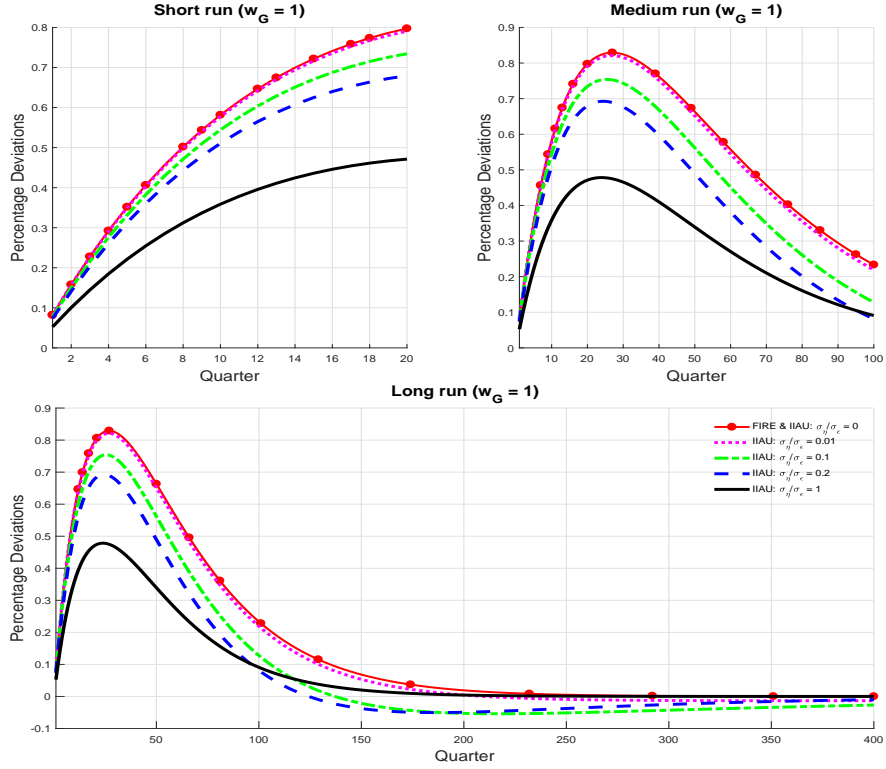 Short run (w_G = 1)
Percentage Deviations
0.8
0.7
0.6
0.5
0.4
0.3
0.2
0.1
0
2 4 6 8 10 12 14 16 18 20
Quarter
Medium run (w_G = 1)
Percentage Deviations
0.9
0.8
0.7
0.6
0.5
0.4
0.3
0.2
0.1
0
10 20 30 40 50 60 70 80 90 100
Quarter
Long run (w_G = 1)
Percentage Deviations
0.9
0.8
0.7
0.6
0.5
0.4
0.3
0.2
0.1
0
-0.1
50 100 150 200 250 300 350 400
Quarter
FIRE & IIAU: σ_η/σ_ϵ = 0
IIAU: σ_η/σ_ϵ = 0.01
IIAU: σ_η/σ_ϵ = 0.1
IIAU: σ_η/σ_ϵ = 0.2
IIAU: σ_η/σ_ϵ = 1